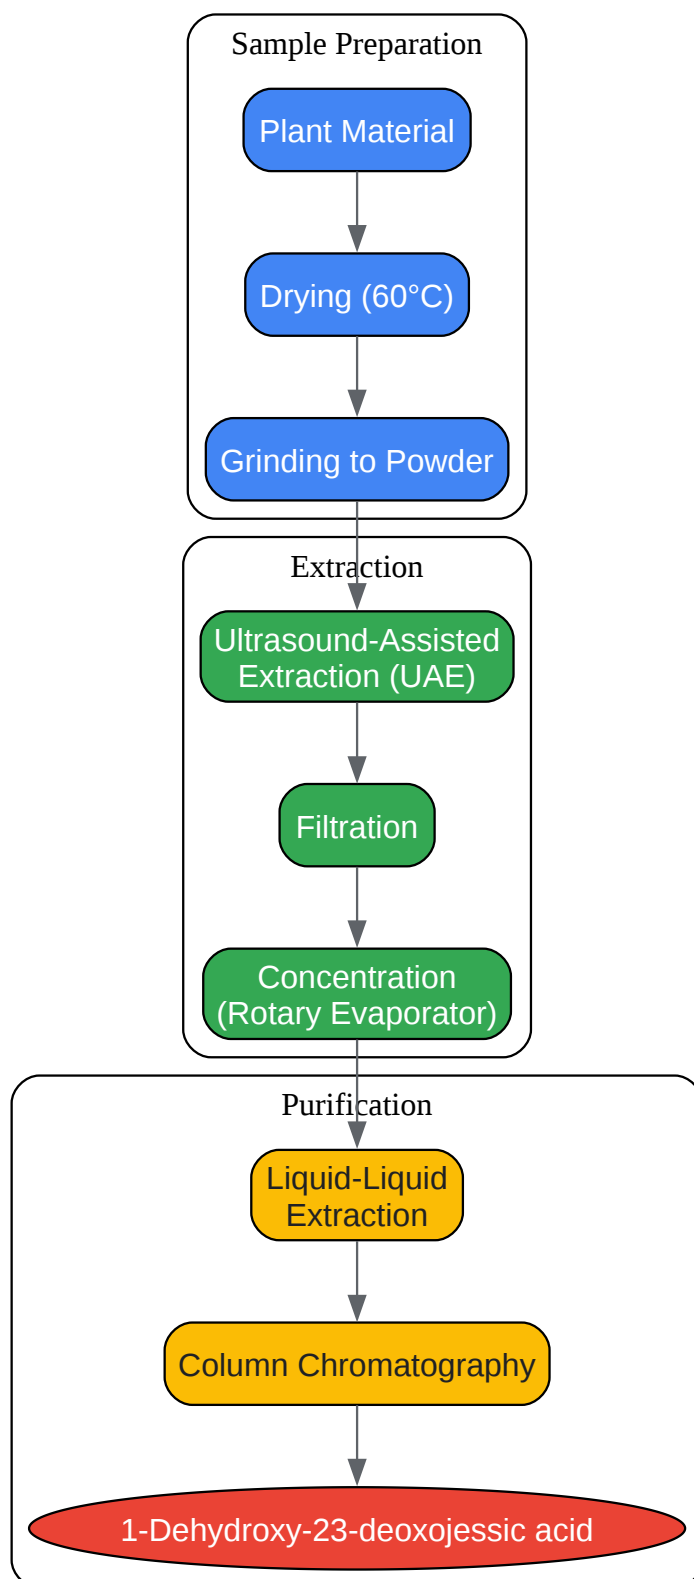 Sample Preparation
Plant Material
Drying (60°C)
Grinding to Powder
Extraction
Ultrasound-Assisted
Extraction (UAE)
Filtration
Concentration
(Rotary Evaporator)
Purification
Liquid-Liquid
Extraction
Column Chromatography
1-Dehydroxy-23-deoxojessic acid